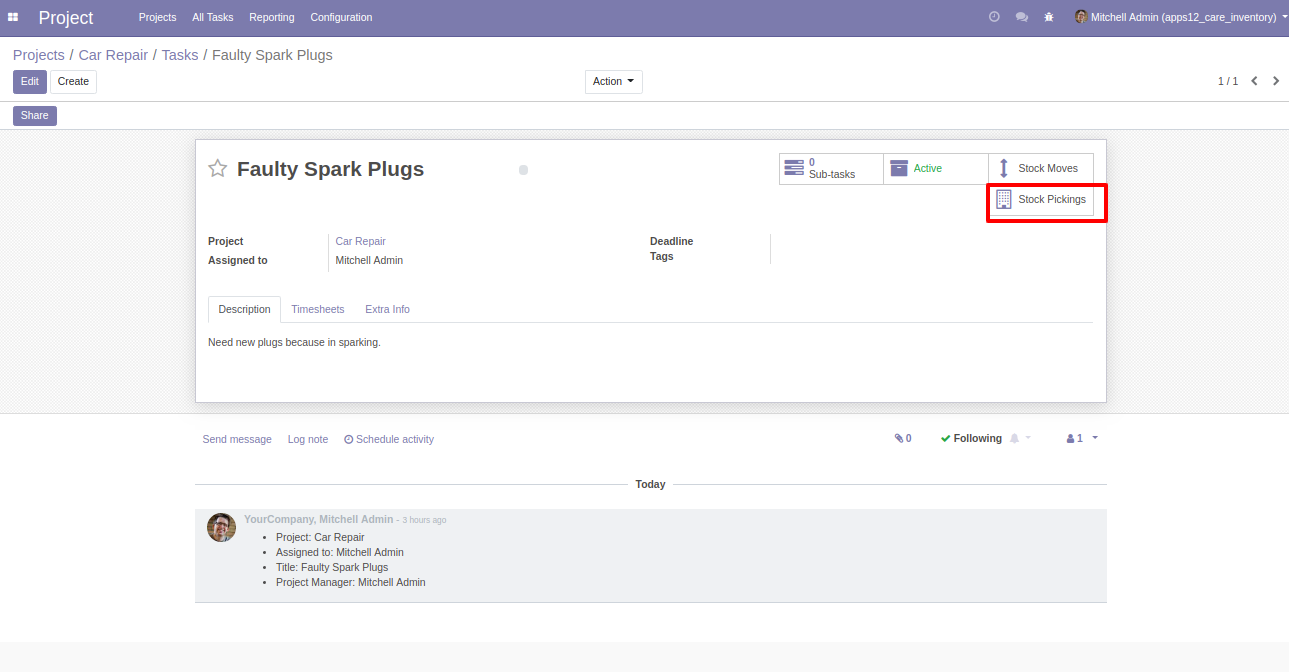 Project Projects All Tasks Reporting Configuration Mitchell Admin (apps12_care_inventory)
Projects / Car Repair / Tasks / Faulty Spark Plugs
Edit Create Action 1 / 1
Share
Faulty Spark Plugs
0
Sub-tasks
Active
Stock Moves
Stock Pickings
Project Car Repair
Assigned to Mitchell Admin
Deadline
Tags
Description Timesheets Extra Info
Need new plugs because in sparking.
Send message Log note Schedule activity 0 Following 1
Today
YourCompany, Mitchell Admin - 3 hours ago
• Project: Car Repair
• Assigned to: Mitchell Admin
• Title: Faulty Spark Plugs
• Project Manager: Mitchell Admin